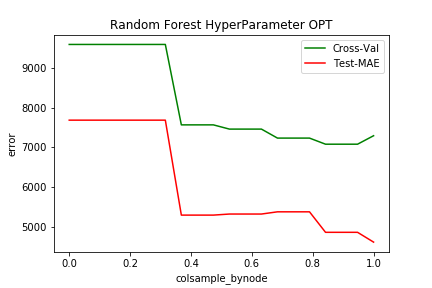 Random Forest HyperParameter OPT
Cross-Val
Test-MAE
9000
8000
7000
6000
5000
error
0.0 0.2 0.4 0.6 0.8 1.0
colsample_bynode